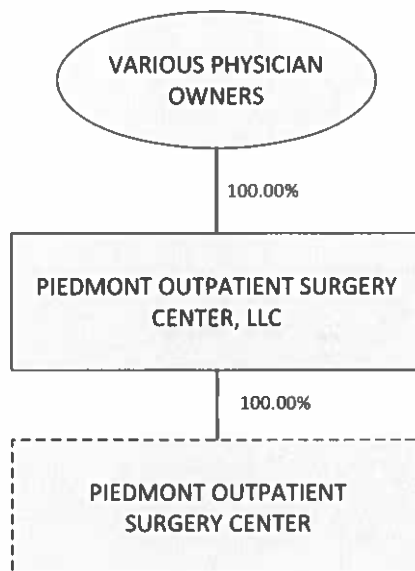 VARIOUS PHYSICIAN
OWNERS
100.00%
PIEDMONT OUTPATIENT SURGERY
CENTER, LLC
100.00%
PIEDMONT OUTPATIENT
SURGERY CENTER